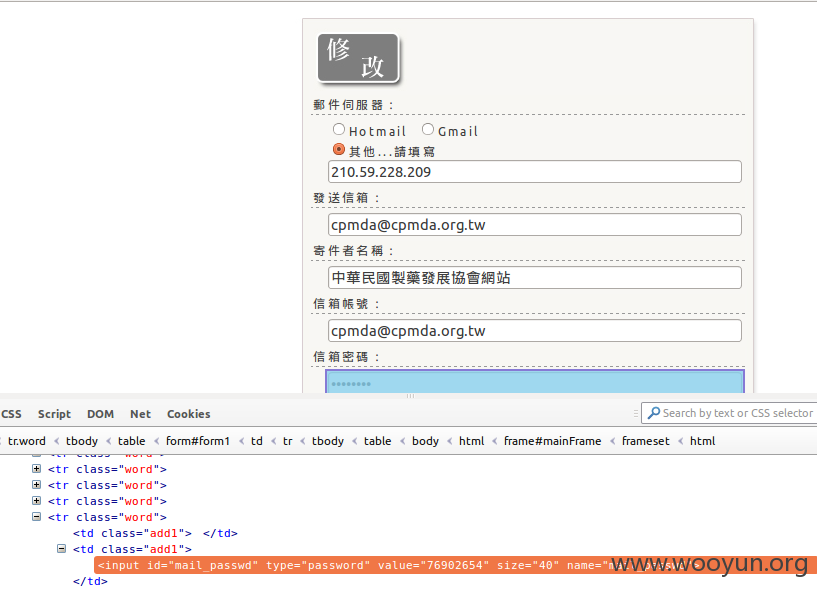 修
改
郵件伺服器：
Hotmail Gmail
其他...請填寫
210.59.228.209
發送信箱：
cpmda@cpmda.org.tw
寄件者名稱：
中華民國製藥發展協會網站
信箱帳號：
cpmda@cpmda.org.tw
信箱密碼：
••••••••
CSS Script DOM Net Cookies
Search by text or CSS selector
tr.word < tbody < table < form#form1 < td < tr < tbody < table < body < html < frame#mainFrame < frameset < html
<tr class="word">
<tr class="word">
<tr class="word">
<tr class="word">
<tr class="word">
<td class="add1"> </td>
<td class="add1">
<input id="mail_passwd" type="password" value="76902654" size="40" name=
www.wooyun.org
</td>